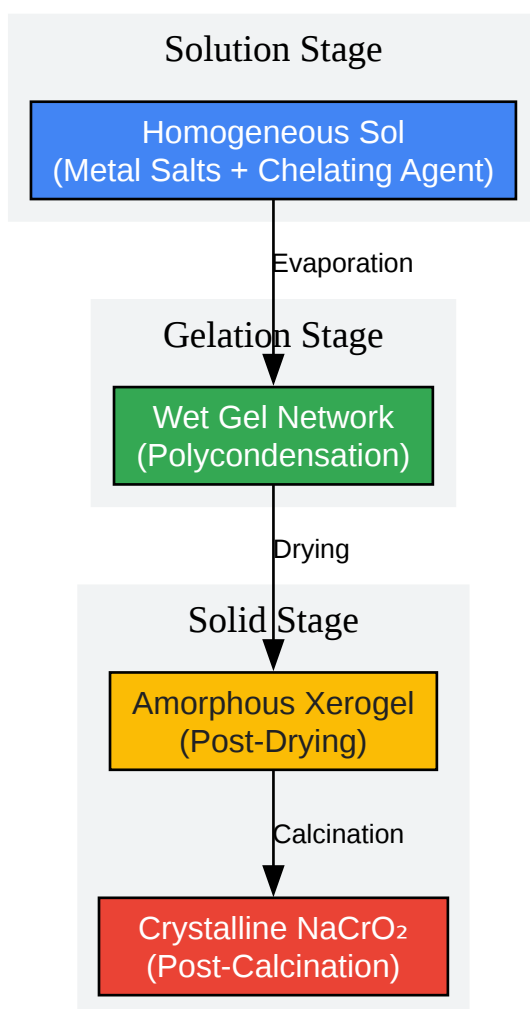 Solution Stage
Homogeneous Sol
(Metal Salts + Chelating Agent)
Evaporation
Gelation Stage
Wet Gel Network
(Polycondensation)
Drying
Solid Stage
Amorphous Xerogel
(Post-Drying)
Calcination
Crystalline NaCrO₂
(Post-Calcination)